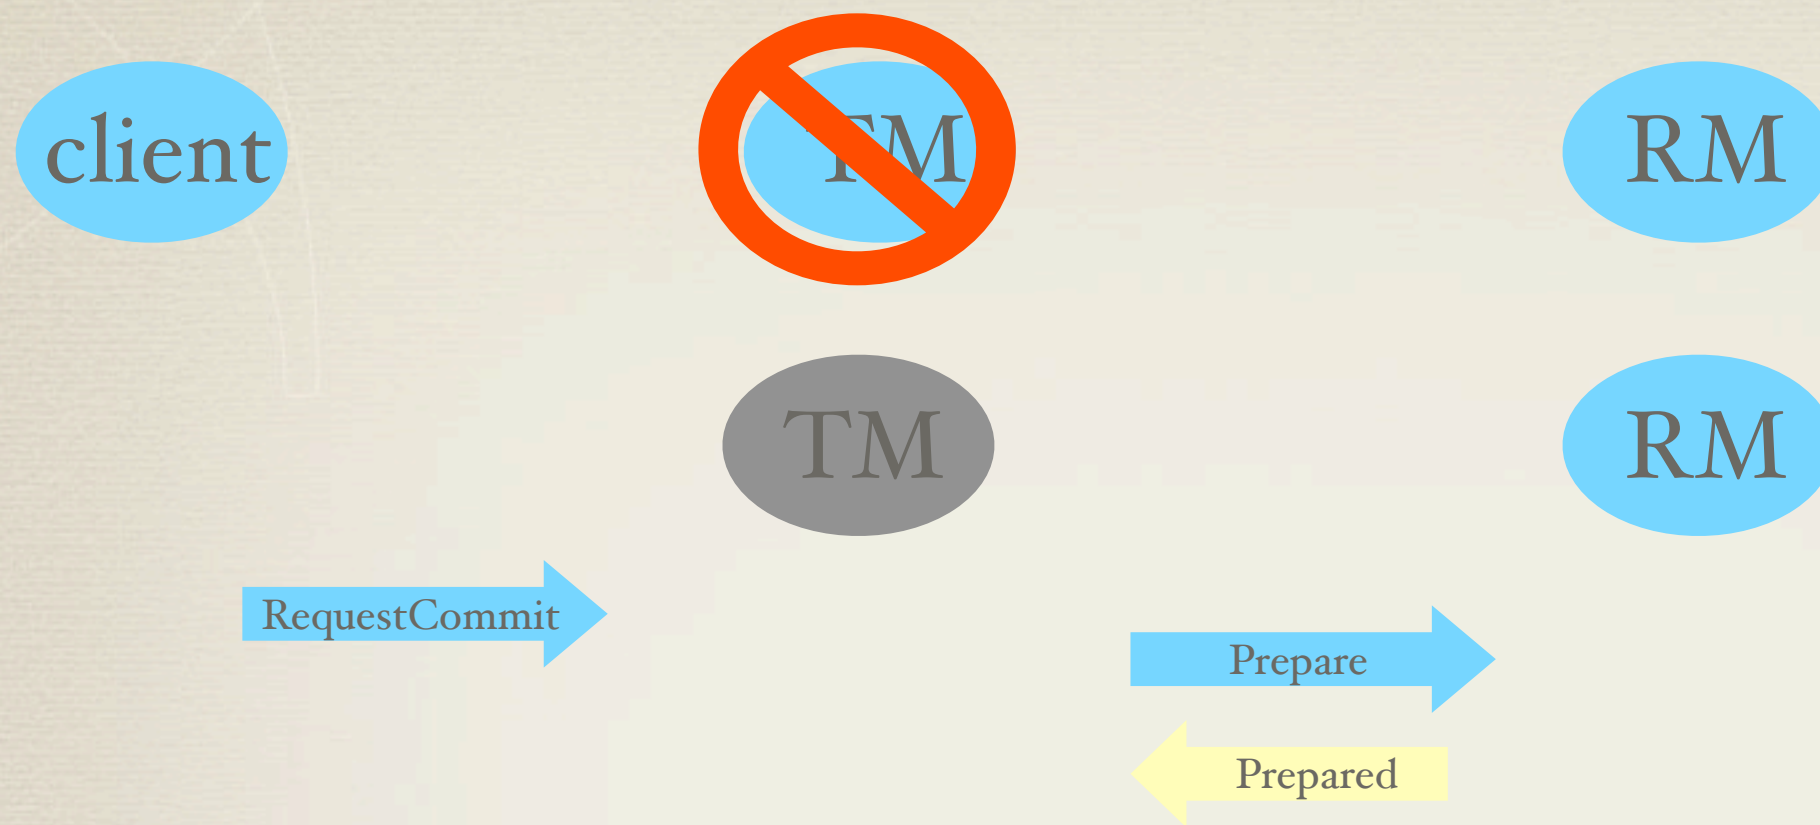 client
TM
RM
TM
RM
RequestCommit
Prepare
Prepared